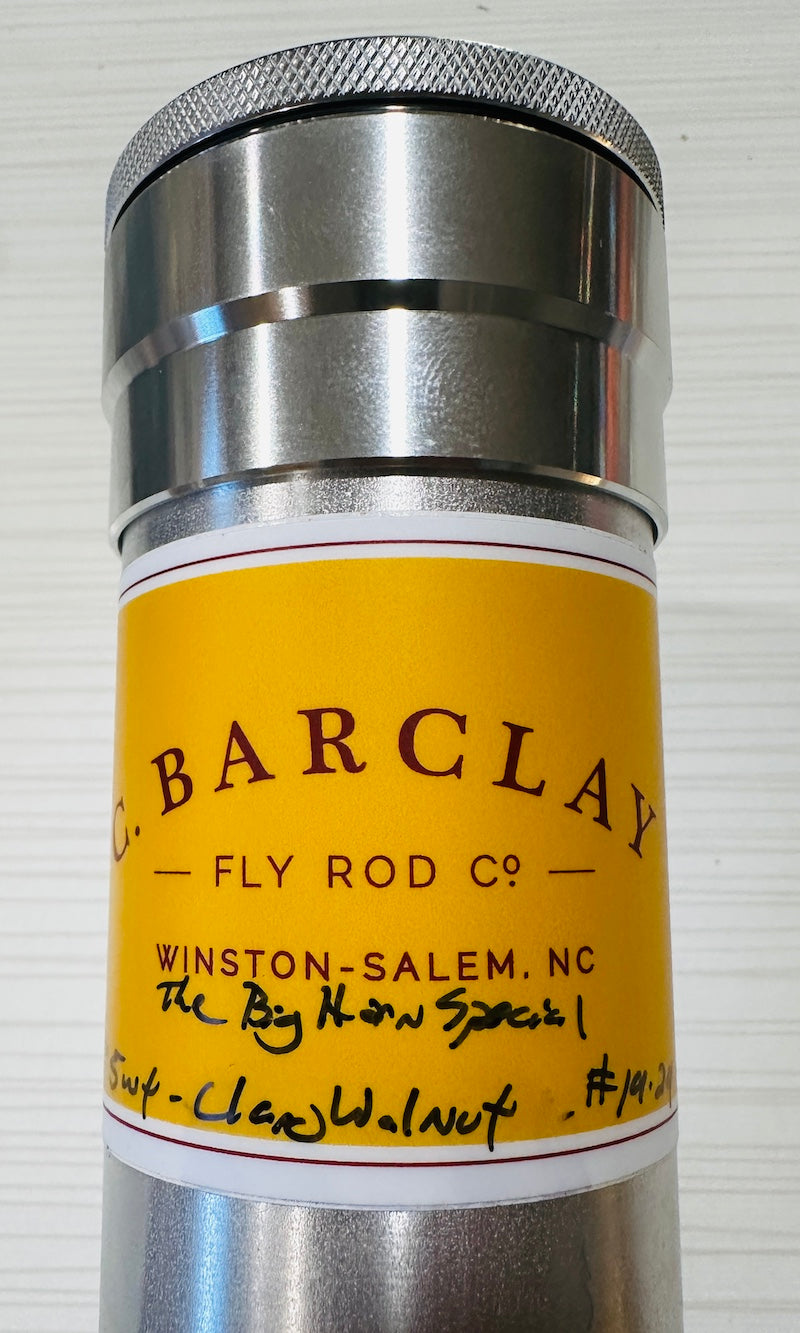 C. BARCLAY
— FLY ROD Cº —
WINSTON-SALEM, NC
The Big Horn Special
5wt - Claro Walnut